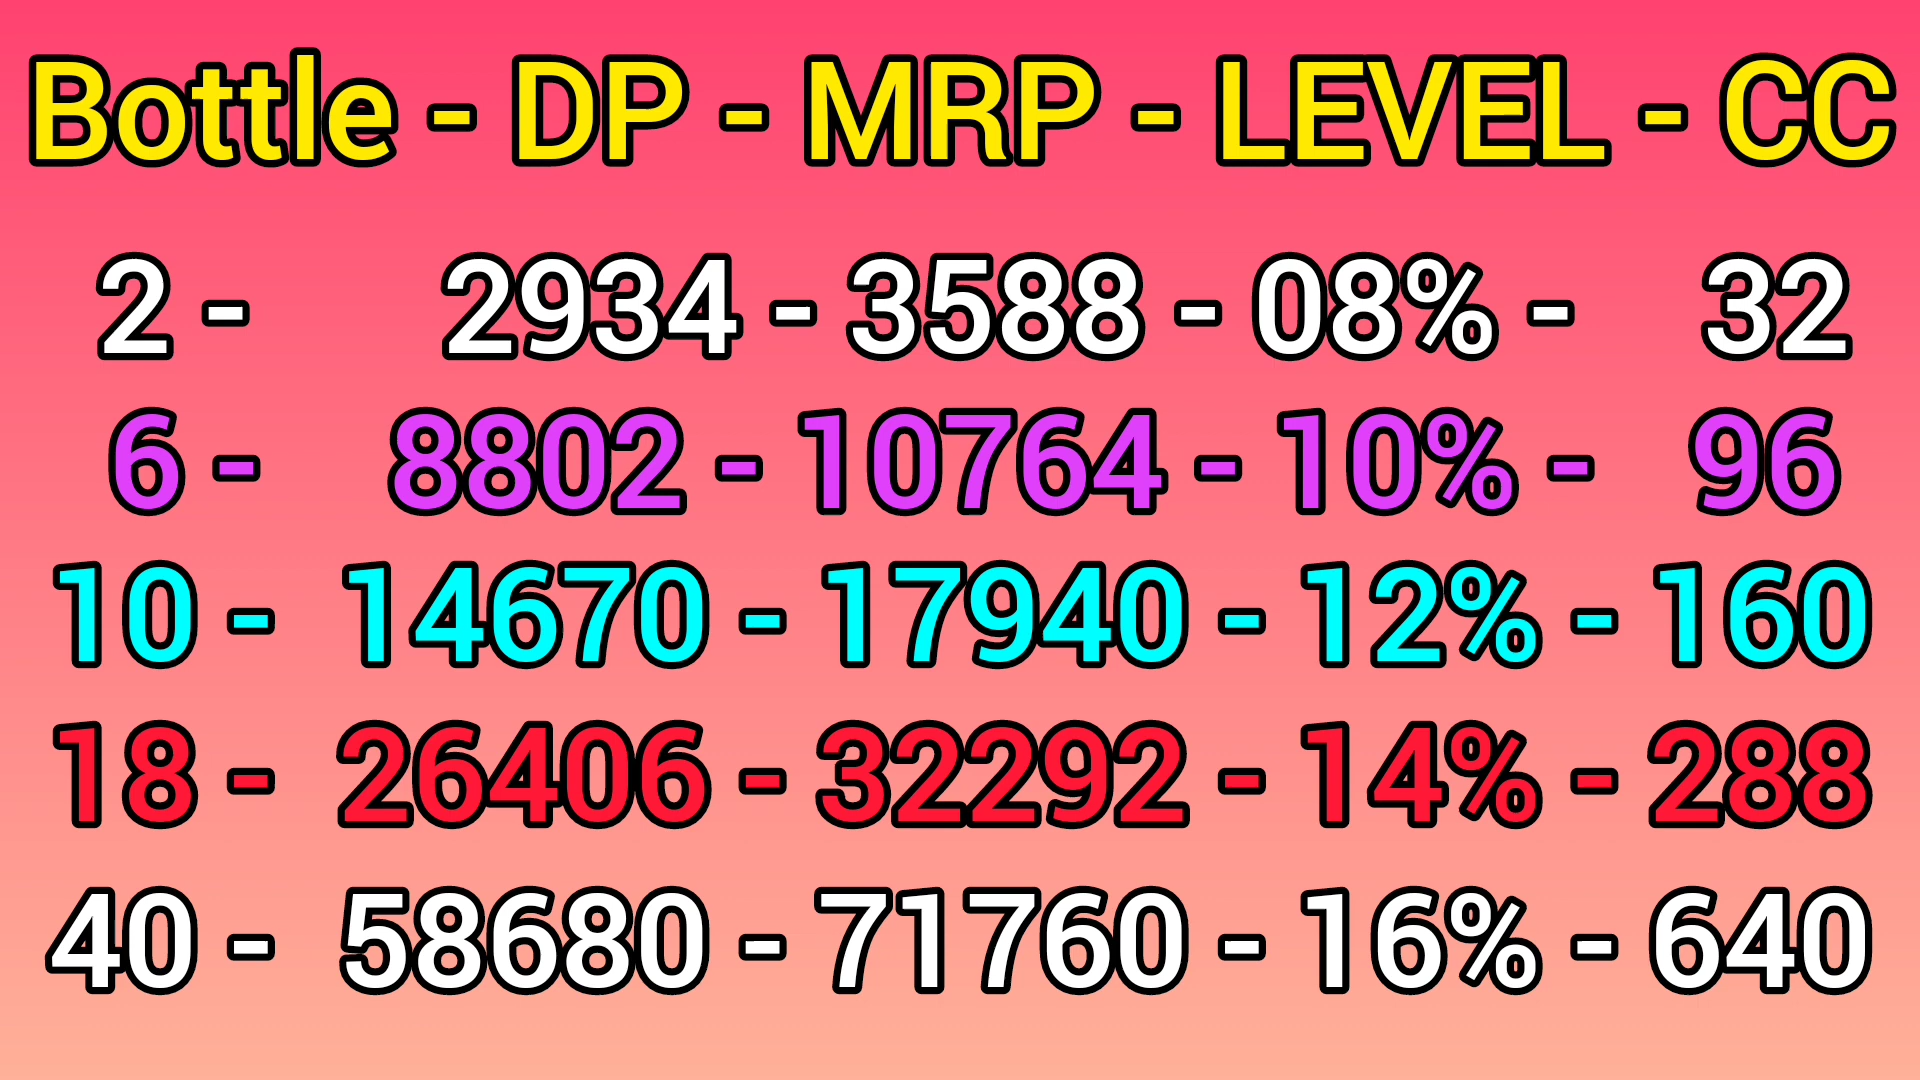 Bottle - DP - MRP - LEVEL - CC
2 - 2934 - 3588 - 08% - 32
6 - 8802 - 10764 - 10% - 96
10 - 14670 - 17940 - 12% - 160
18 - 26406 - 32292 - 14% - 288
40 - 58680 - 71760 - 16% - 640